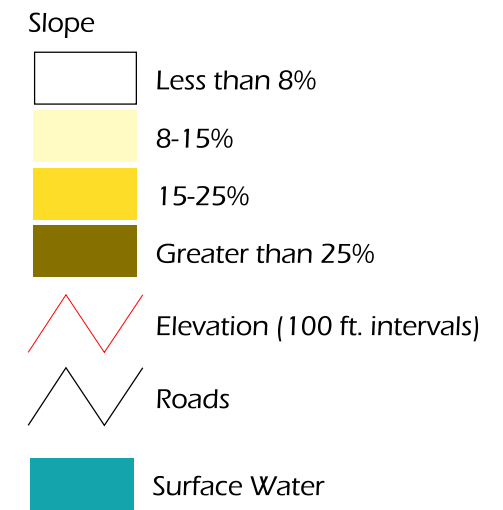 Slope
Less than 8%
8-15%
15-25%
Greater than 25%
Elevation (100 ft. intervals)
Roads
Surface Water